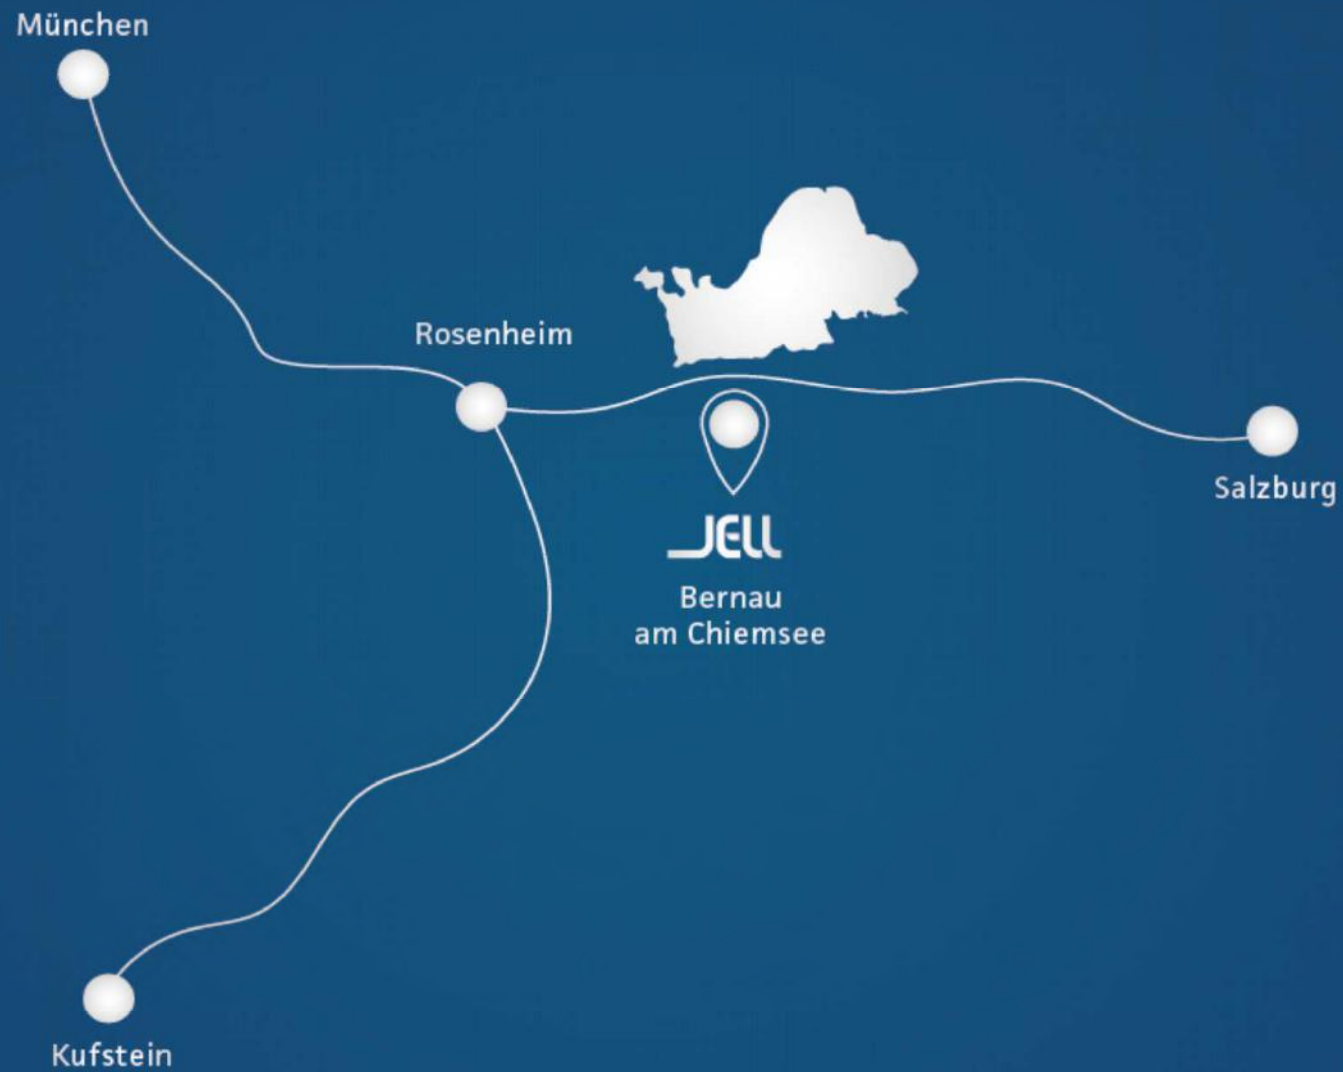 München
Rosenheim
Salzburg
JELL
Bernau
am Chiemsee
Kufstein